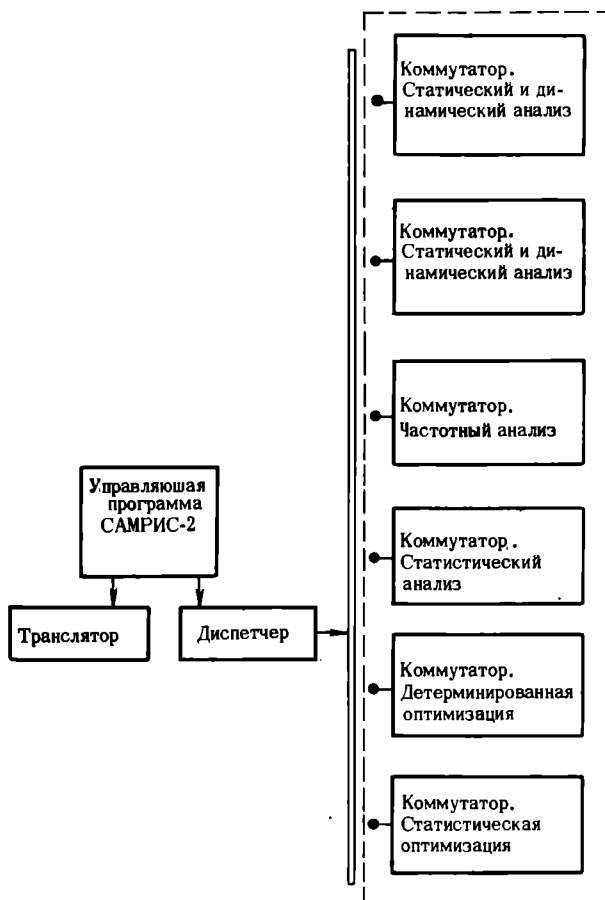 Коммутатор.
Статический и ди-
намический анализ
Коммутатор.
Статический и ди-
намический анализ
Коммутатор.
Частотный анализ
Управляюшая
программа
САМРИС-2
Коммутатор.
Статистический
анализ
Транслятор
Диспетчер
Коммутатор.
Детерминированная
оптимизация
Коммутатор.
Статистическая
оптимизация